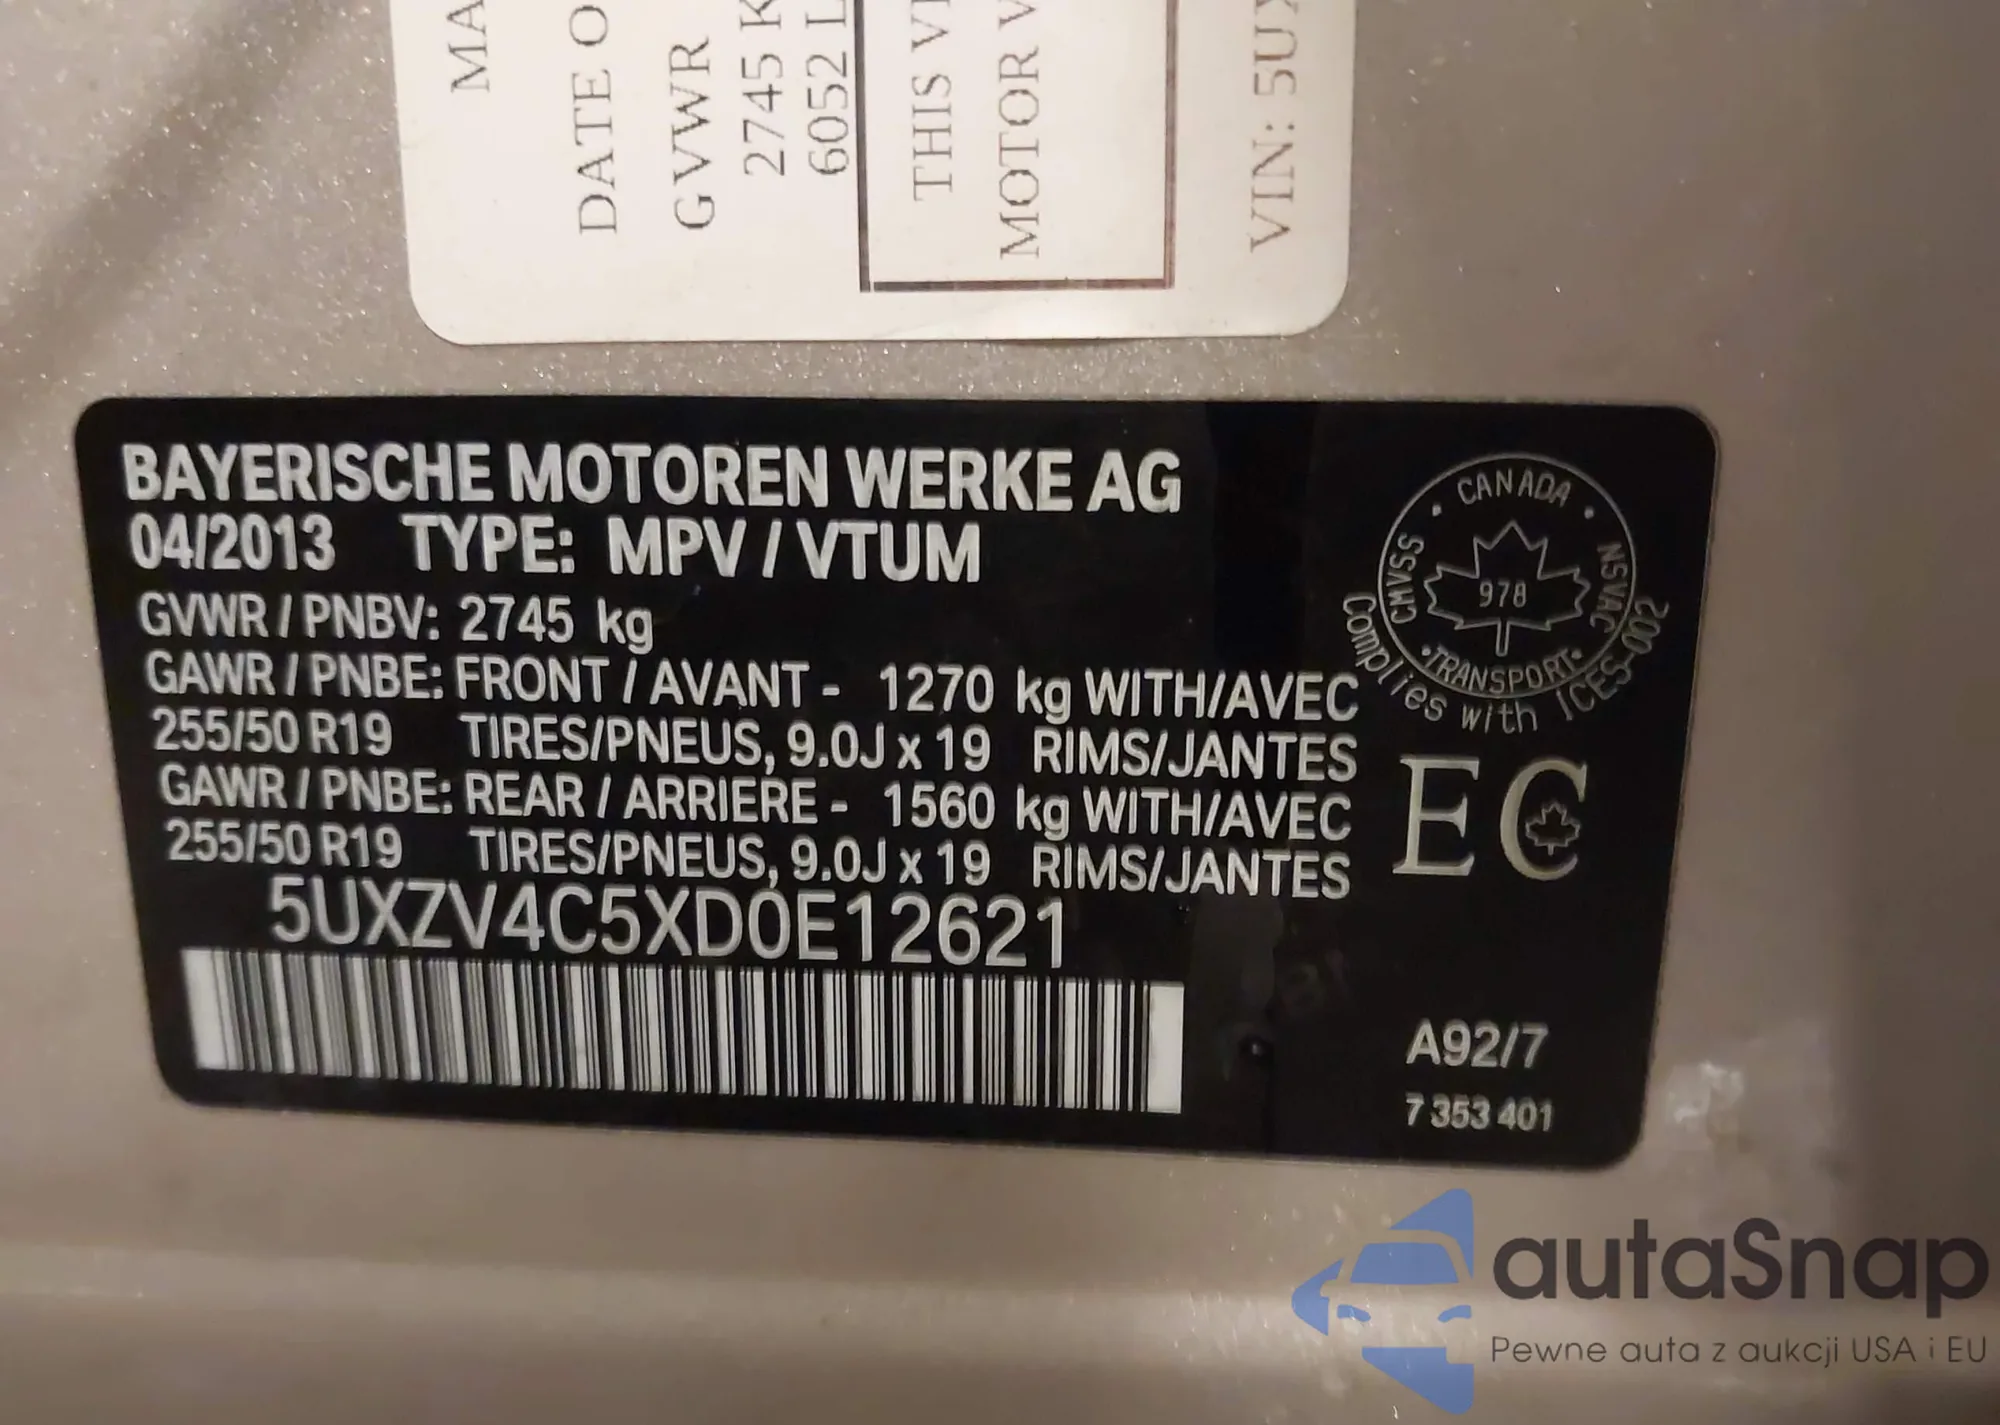 MA
DATE O
GVWR
2745 K
6052 L
THIS V
MOTOR V
VIN: 5UX
BAYERISCHE MOTOREN WERKE AG
04/2013 TYPE: MPV / VTUM
GVWR / PNBV: 2745 kg
GAWR / PNBE: FRONT / AVANT - 1270 kg WITH/AVEC
255/50 R19 TIRES/PNEUS, 9.0J x 19 RIMS/JANTES
GAWR / PNBE: REAR / ARRIERE - 1560 kg WITH/AVEC
255/50 R19 TIRES/PNEUS, 9.0J x 19 RIMS/JANTES
5UXZV4C5XD0E12621
CANADA
CMVSS
978
NSVAC
TRANSPORT
Complies with ICES-002
EC
A92/7
7 353 401
autaSnap
Pewne auta z aukcji USA i EU